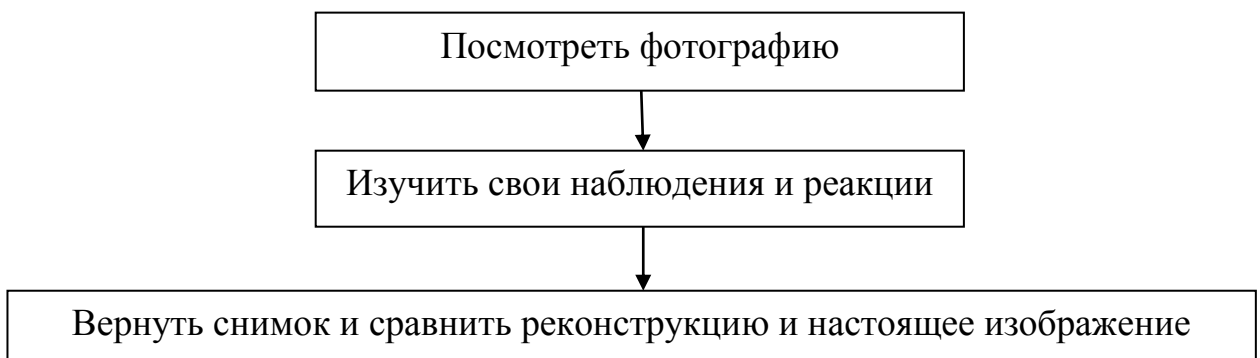 Посмотреть фотографию
Изучить свои наблюдения и реакции
Вернуть снимок и сравнить реконструкцию и настоящее изображение